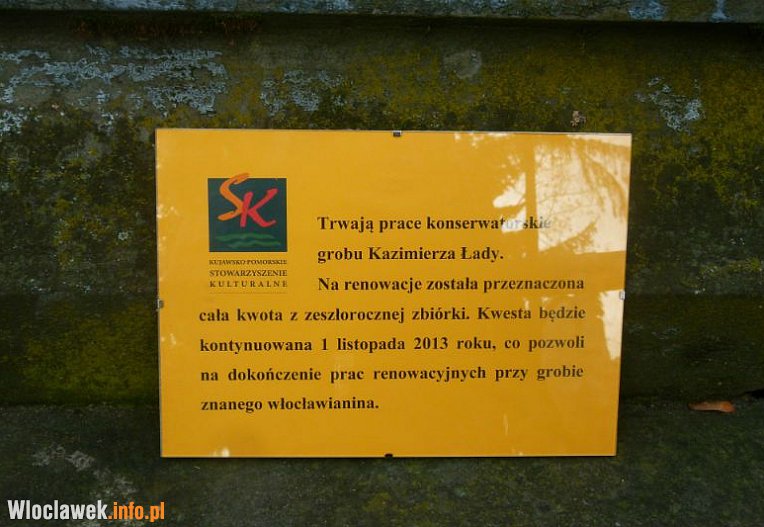 SK
KUJAWSKO-POMORSKIE
STOWARZYSZENIE
KULTURALNE
Trwają prace konserwatorskie
grobu Kazimierza Łady.
Na renowacje została przeznaczona
cała kwota z zeszłorocznej zbiórki. Kwesta będzie
kontynuowana 1 listopada 2013 roku, co pozwoli
na dokończenie prac renowacyjnych przy grobie
znanego włocławianina.
Wloclawek.info.pl